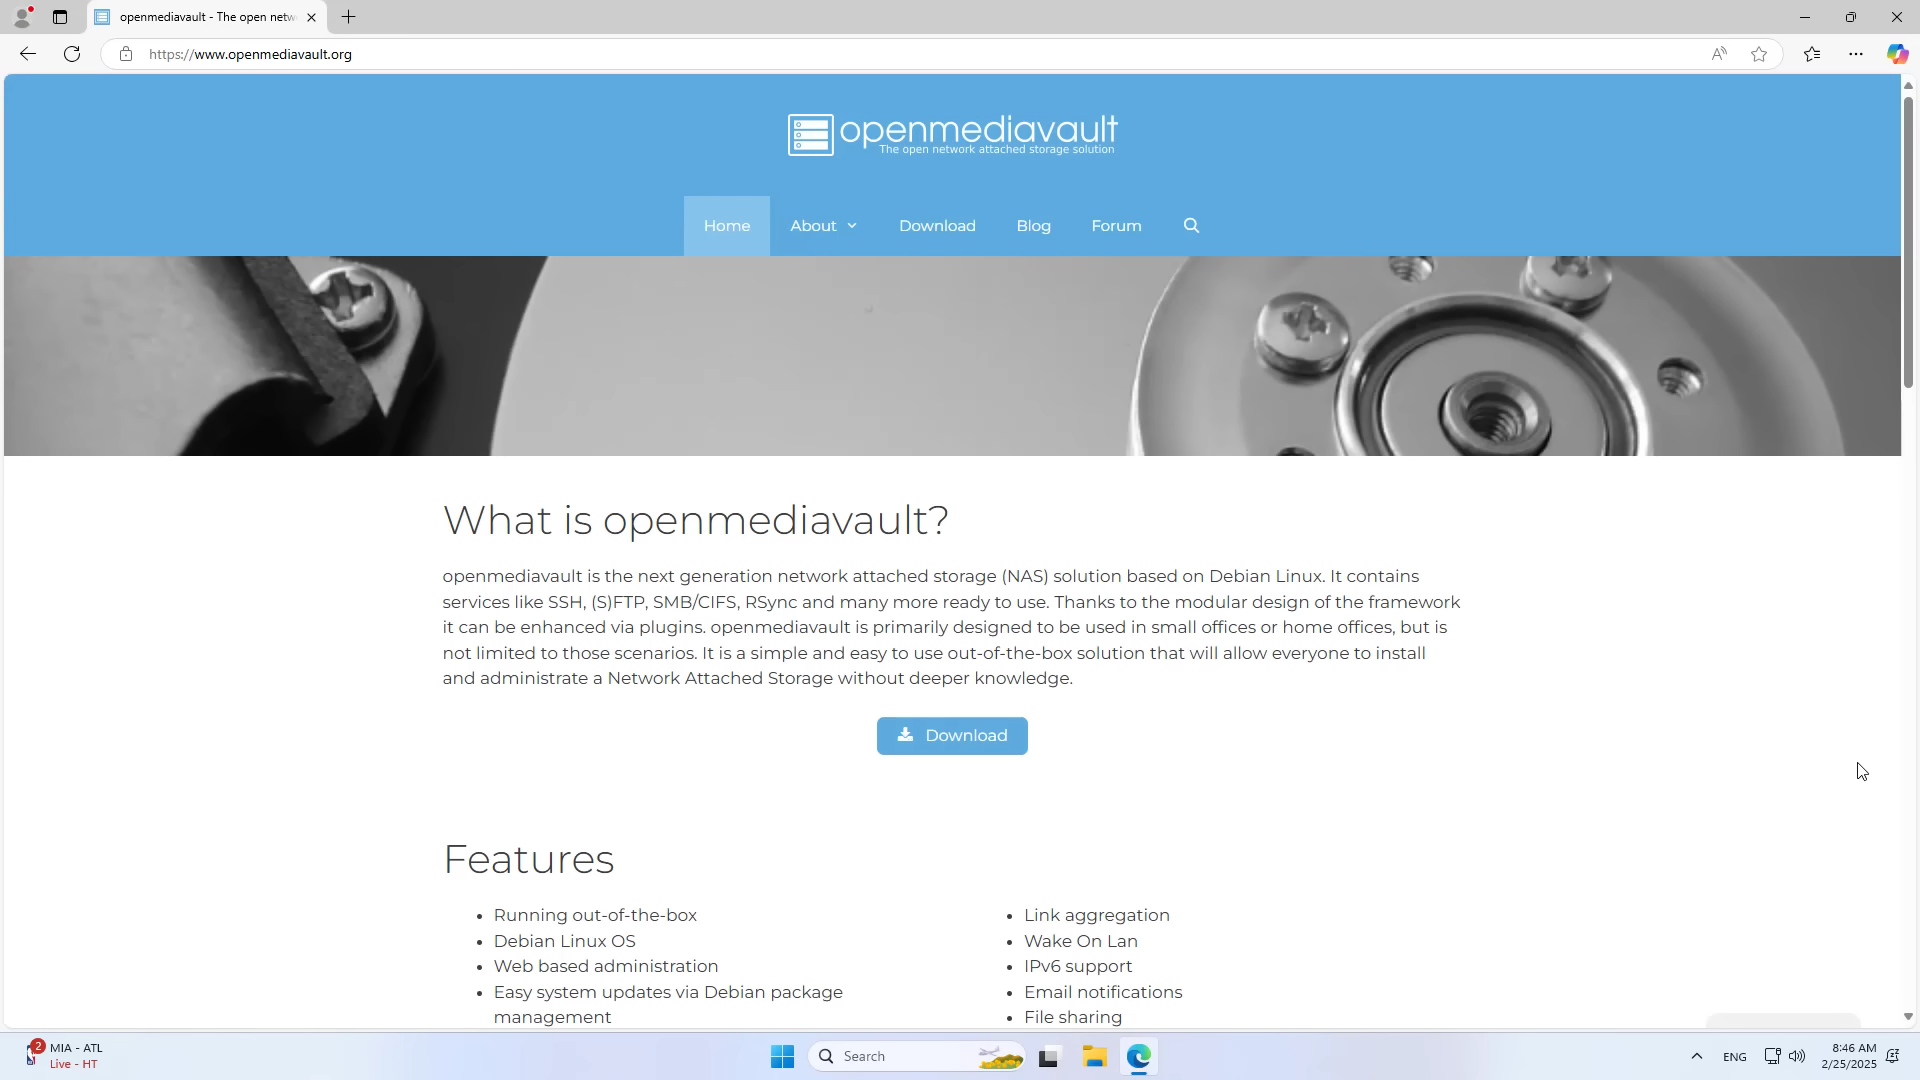 openmediavault - The open netw
https://www.openmediavault.org
openmediavault
The open network attached storage solution
Home
About
Download
Blog
Forum
What is openmediavault?
openmediavault is the next generation network attached storage (NAS) solution based on Debian Linux. It contains
services like SSH, (S)FTP, SMB/CIFS, RSync and many more ready to use. Thanks to the modular design of the framework
it can be enhanced via plugins. openmediavault is primarily designed to be used in small offices or home offices, but is
not limited to those scenarios. It is a simple and easy to use out-of-the-box solution that will allow everyone to install
and administrate a Network Attached Storage without deeper knowledge.
Download
Features
• Running out-of-the-box
• Debian Linux OS
• Web based administration
• Easy system updates via Debian package
management
• Link aggregation
• Wake On Lan
• IPv6 support
• Email notifications
• File sharing
2
MIA - ATL
Live - HT
Search
ENG
8:46 AM
2/25/2025